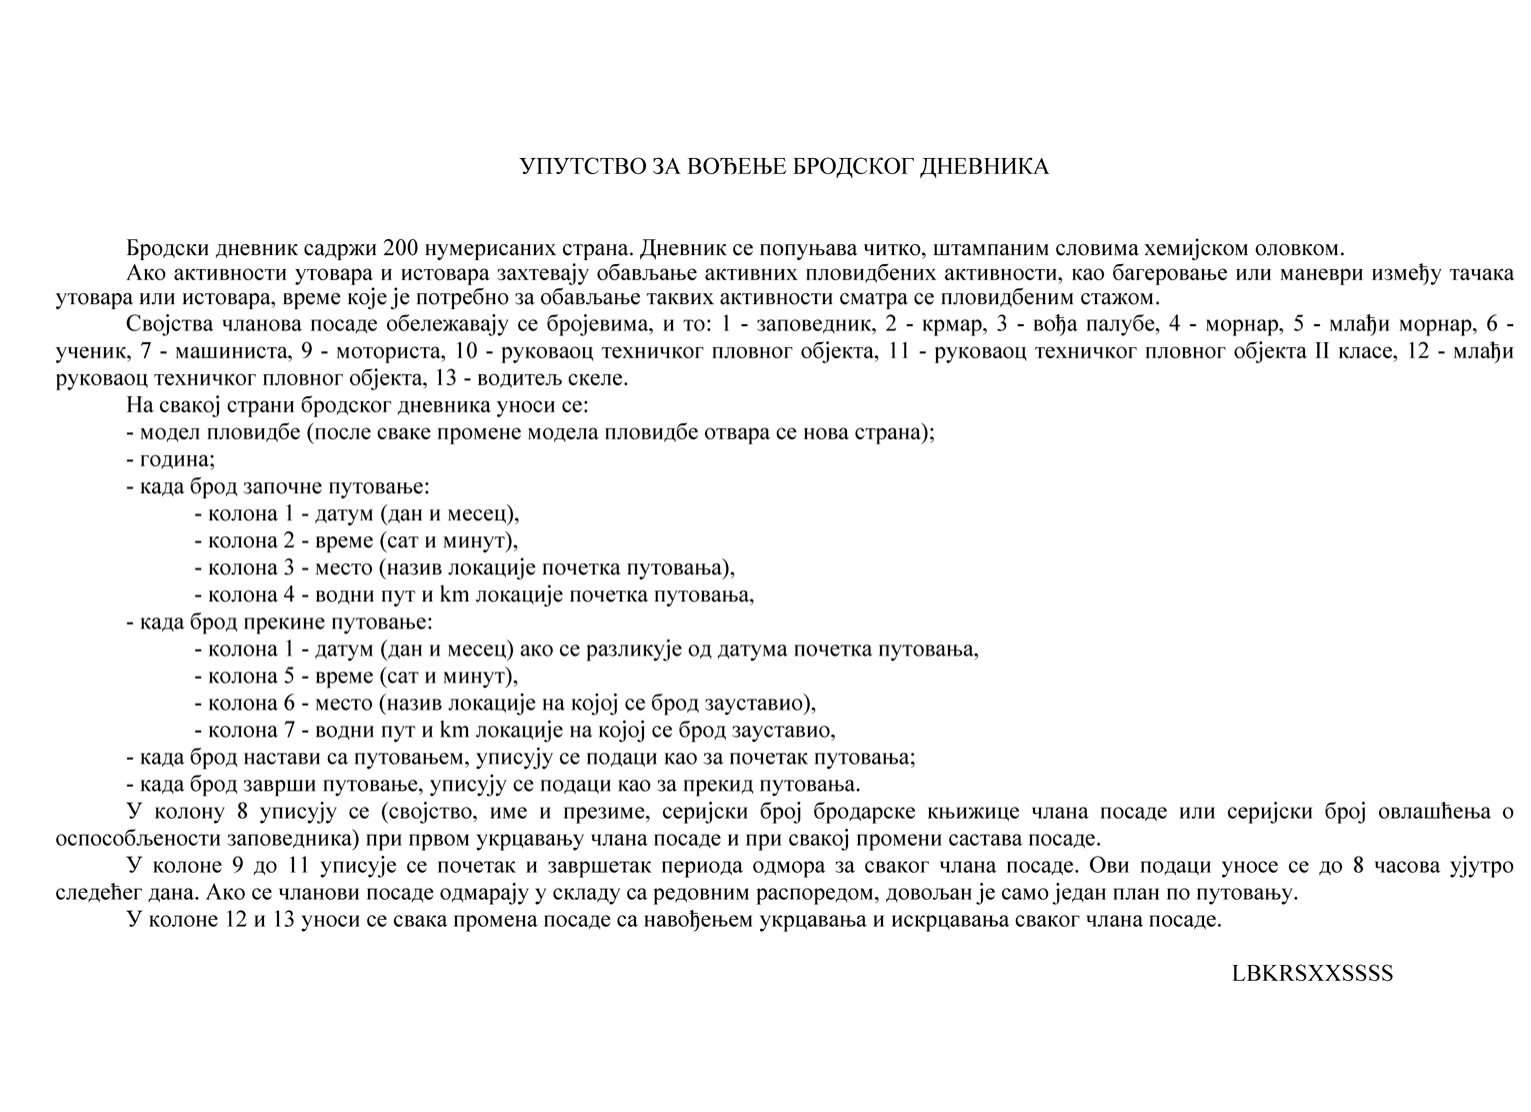 УПУТСТВО ЗА ВОЂЕЊЕ БРОДСКОГ ДНЕВНИКА
Бродски дневник садржи 200 нумерисаних страна. Дневник се попуњава читко, штампаним словима хемијском оловком.
Ако активности утовара и истовара захтевају обављање активних пловидбених активности, као багеровање или маневри између тачака
утовара или истовара, време које је потребно за обављање таквих активности сматра се пловидбеним стажом.
Својства чланова посаде обележавају се бројевима, и то: 1 - заповедник, 2 - крмар, 3 - вођа палубе, 4 - морнар, 5 - млађи морнар, 6 -
ученик, 7 - машиниста, 9 - моториста, 10 - руковаоц техничког пловног објекта, 11 - руковаоц техничког пловног објекта II класе, 12 - млађи
руковаоц техничког пловног објекта, 13 - водитељ скеле.
На свакој страни бродског дневника уноси се:
- модел пловидбе (после сваке промене модела пловидбе отвара се нова страна);
- година;
- када брод започне путовање:
- колона 1 - датум (дан и месец),
- колона 2 - време (сат и минут),
- колона 3 - место (назив локације почетка путовања),
- колона 4 - водни пут и km локације почетка путовања,
- када брод прекине путовање:
- колона 1 - датум (дан и месец) ако се разликује од датума почетка путовања,
- колона 5 - време (сат и минут),
- колона 6 - место (назив локације на којој се брод зауставио),
- колона 7 - водни пут и km локације на којој се брод зауставио,
- када брод настави са путовањем, уписују се подаци као за почетак путовања;
- када брод заврши путовање, уписују се подаци као за прекид путовања.
У колону 8 уписују се (својство, име и презиме, серијски број бродарске књижице члана посаде или серијски број овлашћења о
оспособљености заповедника) при првом укрцавању члана посаде и при свакој промени састава посаде.
У колоне 9 до 11 уписује се почетак и завршетак периода одмора за сваког члана посаде. Ови подаци уносе се до 8 часова ујутро
следећег дана. Ако се чланови посаде одмарају у складу са редовним распоредом, довољан је само један план по путовању.
У колоне 12 и 13 уноси се свака промена посаде са навођењем укрцавања и искрцавања сваког члана посаде.
LBKRSXXSSSS